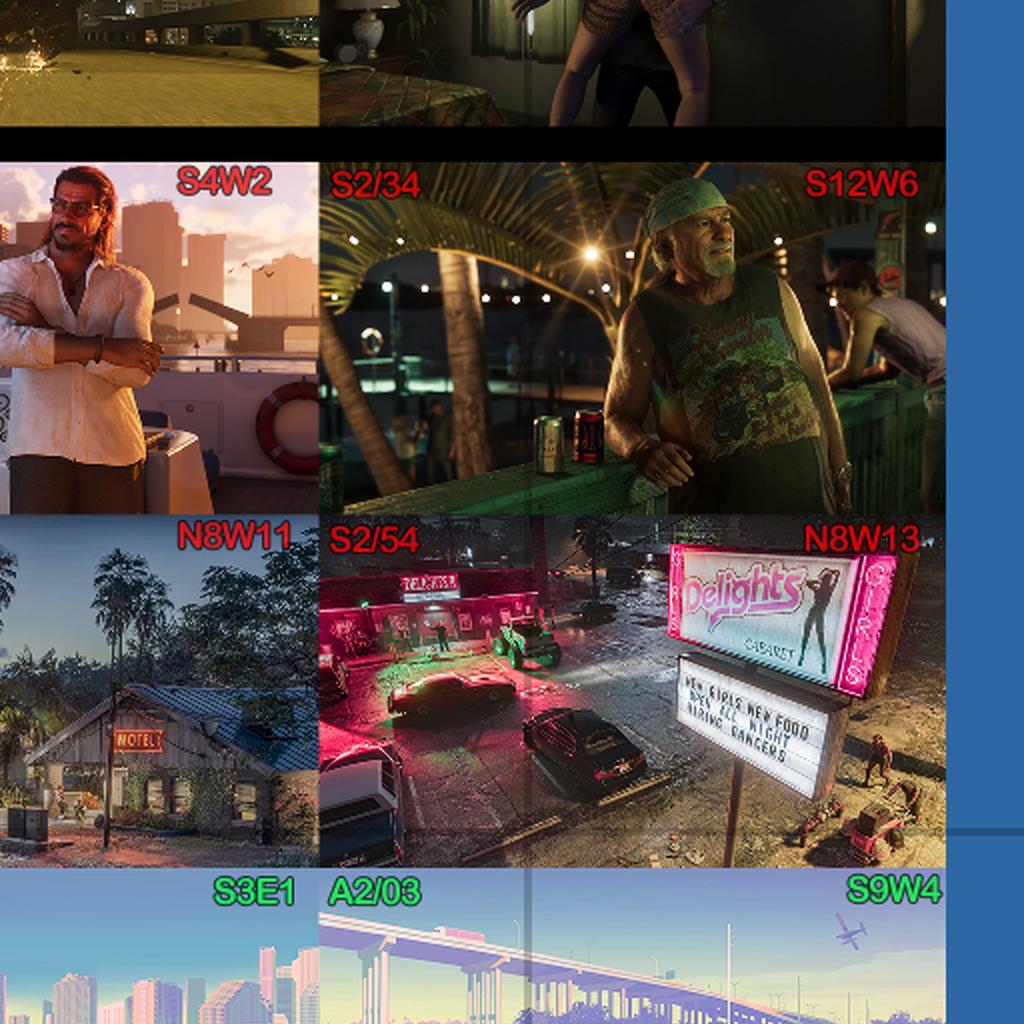 S4W2
S2/34
S12W6
N8W11
S2/54
N8W13
MOTEL
DELIGHTS
Delights
CABARET
NEW GIRLS NEW FOOD
OPEN ALL NIGHT
HIRING DANCERS
S3E1
A2/03
S9W4